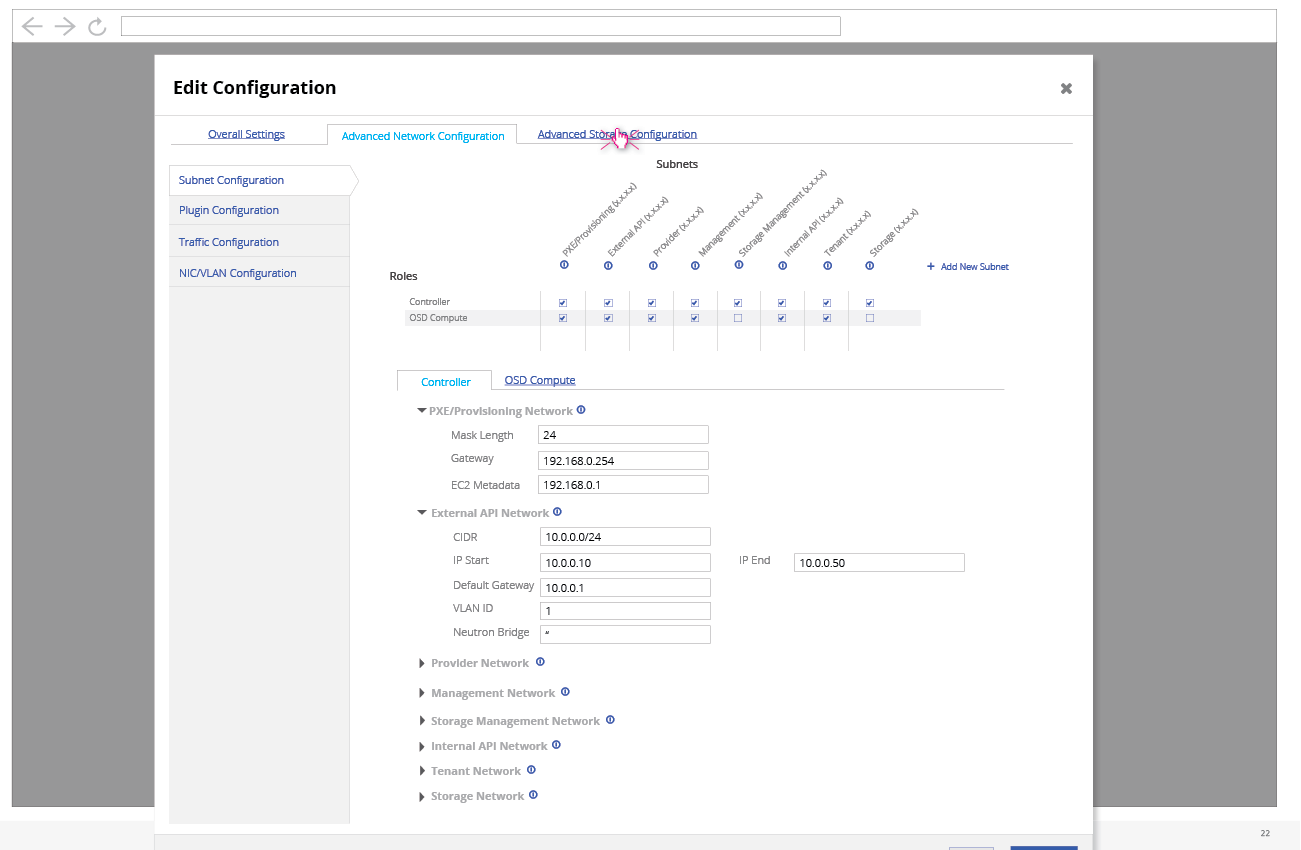 Edit Configuration
Overall Settings
Advanced Network Configuration
Advanced Storage Configuration
Subnet Configuration
Plugin Configuration
Traffic Configuration
NIC/VLAN Configuration
Subnets
PXE/Provisioning (x.x.x.x)
External API (x.x.x.x)
Provider (x.x.x.x)
Management (x.x.x.x)
Storage Management (x.x.x.x)
Internal API (x.x.x.x)
Tenant (x.x.x.x)
Storage (x.x.x.x)
+ Add New Subnet
Roles
Controller
OSD Compute
Controller
OSD Compute
PXE/Provisioning Network
Mask Length 24
Gateway 192.168.0.254
EC2 Metadata 192.168.0.1
External API Network
CIDR 10.0.0.0/24
IP Start 10.0.0.10 IP End 10.0.0.50
Default Gateway 10.0.0.1
VLAN ID 1
Neutron Bridge “
Provider Network
Management Network
Storage Management Network
Internal API Network
Tenant Network
Storage Network
22